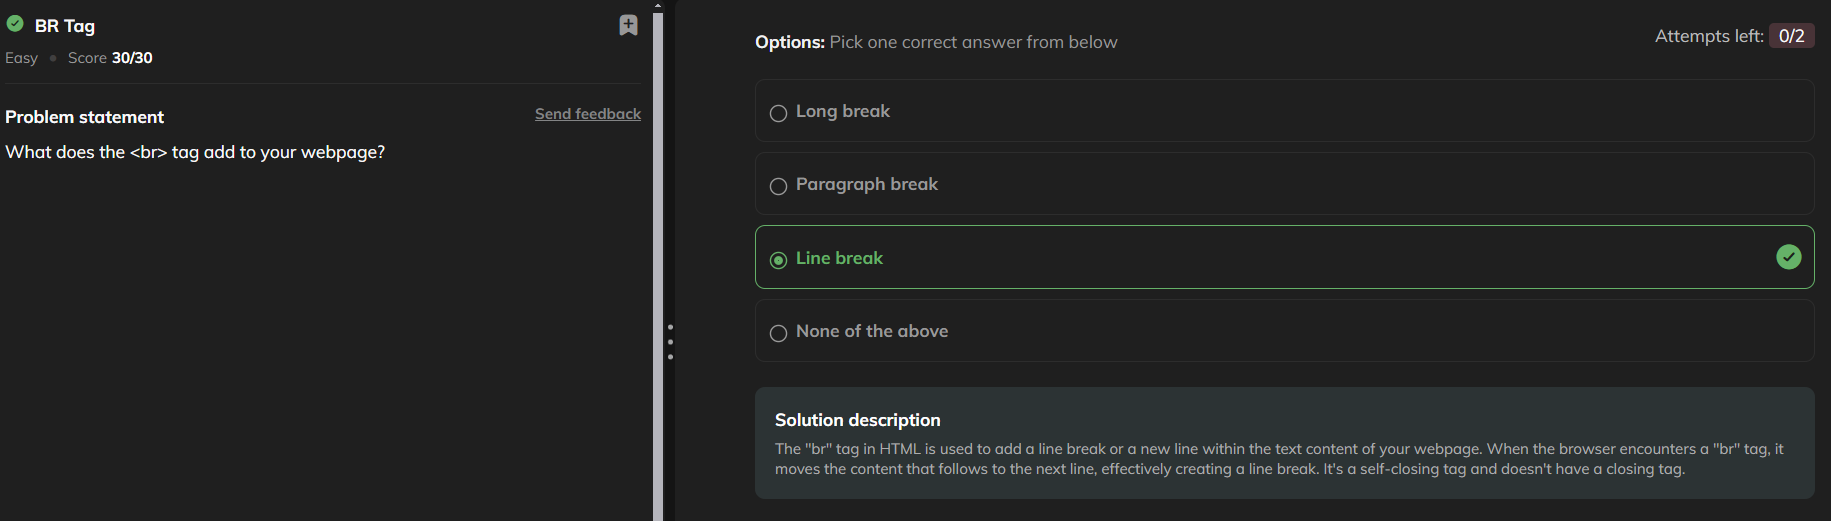 BR Tag
Easy • Score 30/30
Problem statement
Send feedback
What does the <br> tag add to your webpage?
Options: Pick one correct answer from below
Attempts left: 0/2
Long break
Paragraph break
Line break
None of the above
Solution description
The "br" tag in HTML is used to add a line break or a new line within the text content of your webpage. When the browser encounters a "br" tag, it
moves the content that follows to the next line, effectively creating a line break. It's a self-closing tag and doesn't have a closing tag.